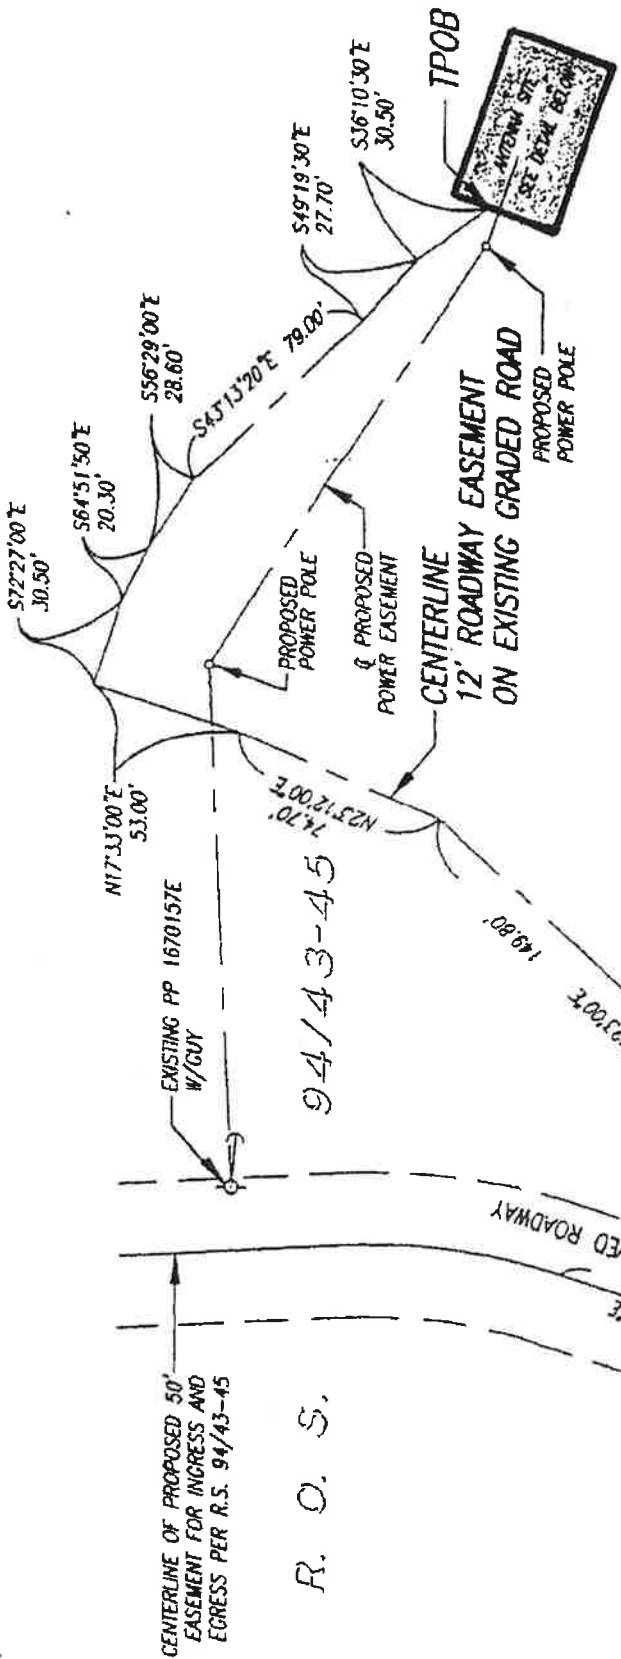 S72°27'00"E
30.50'
S64°51'50"E
20.30'
S56°29'00"E
28.60'
S43°13'20"E 79.00'
S49°19'30"E
27.70'
S36°10'30"E
30.50'
TPOB
ANTENNA SITE
SEE DETAIL BELOW
N17°33'00"E
53.00'
74.70'
N23°12'00"E
149.80'
PROPOSED
POWER POLE
℄ PROPOSED
POWER EASEMENT
CENTERLINE
12' ROADWAY EASEMENT
ON EXISTING GRADED ROAD
PROPOSED
POWER POLE
EXISTING PP 1670157E
W/GUY
94/43-45
ROADWAY
CENTERLINE OF PROPOSED 50'
EASEMENT FOR INGRESS AND
EGRESS PER R.S. 94/43-45
R. O. S.